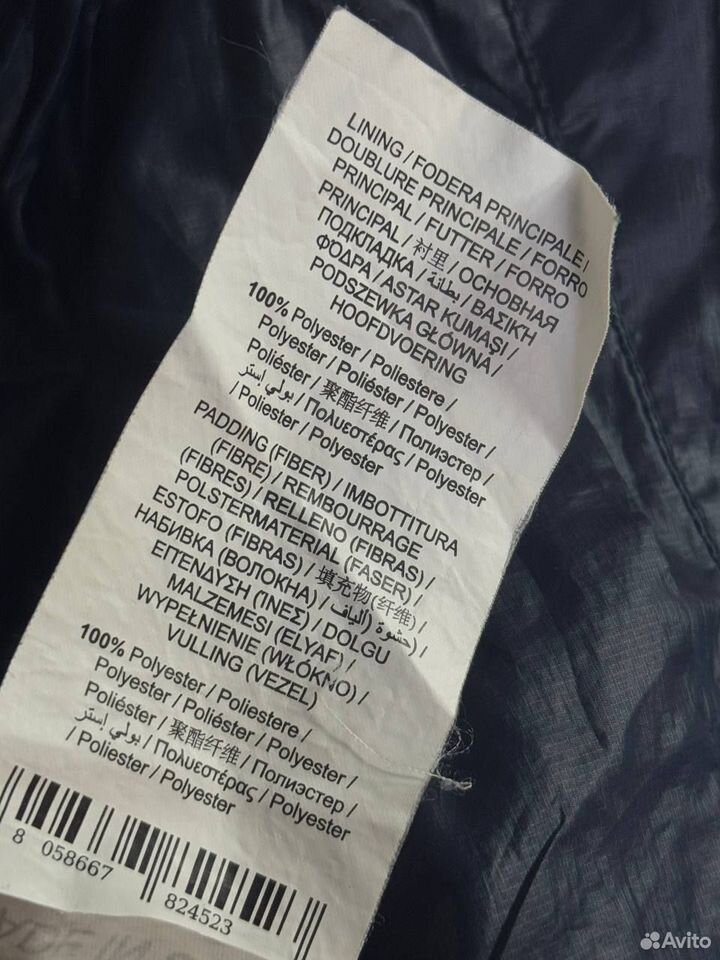 LINING / FODERA PRINCIPALE /
DOUBLURE PRINCIPALE / FORRO
PRINCIPAL / FUTTER / FORRO
PRINCIPAL / 衬里 / ОСНОВНАЯ
ПОДКЛАДКА / بطانة / ΒΑΣΙΚΗ
ΦΌΔΡΑ / ASTAR KUMAŞI /
PODSZEWKA GŁÓWNA /
HOOFDVOERING
100% Polyester / Poliestere /
Polyester / Poliéster / Polyester /
Poliéster / 聚酯纤维 / Полиэстер /
بولي إستر / Πολυεστέρας / Polyester
/ Poliester / Polyester
PADDING (FIBER) / IMBOTTITURA
(FIBRE) / REMBOURRAGE
(FIBRES) / RELLENO (FIBRAS) /
POLSTERMATERIAL (FASER) /
ESTOFO (FIBRAS) / 填充物(纤维) /
НАБИВКА (ВОЛОКНА) / حشوة (الياف) /
ΕΠΕΝΔΥΣΗ (ΊΝΕΣ) / DOLGU
MALZEMESI (ELYAF) /
WYPEŁNIENIE (WŁÓKNO) /
VULLING (VEZEL)
100% Polyester / Poliestere /
Polyester / Poliéster / Polyester /
Poliéster / 聚酯纤维 / Полиэстер /
بولي إستر / Πολυεστέρας / Polyester
/ Poliester / Polyester
8 058667 824523
Avito